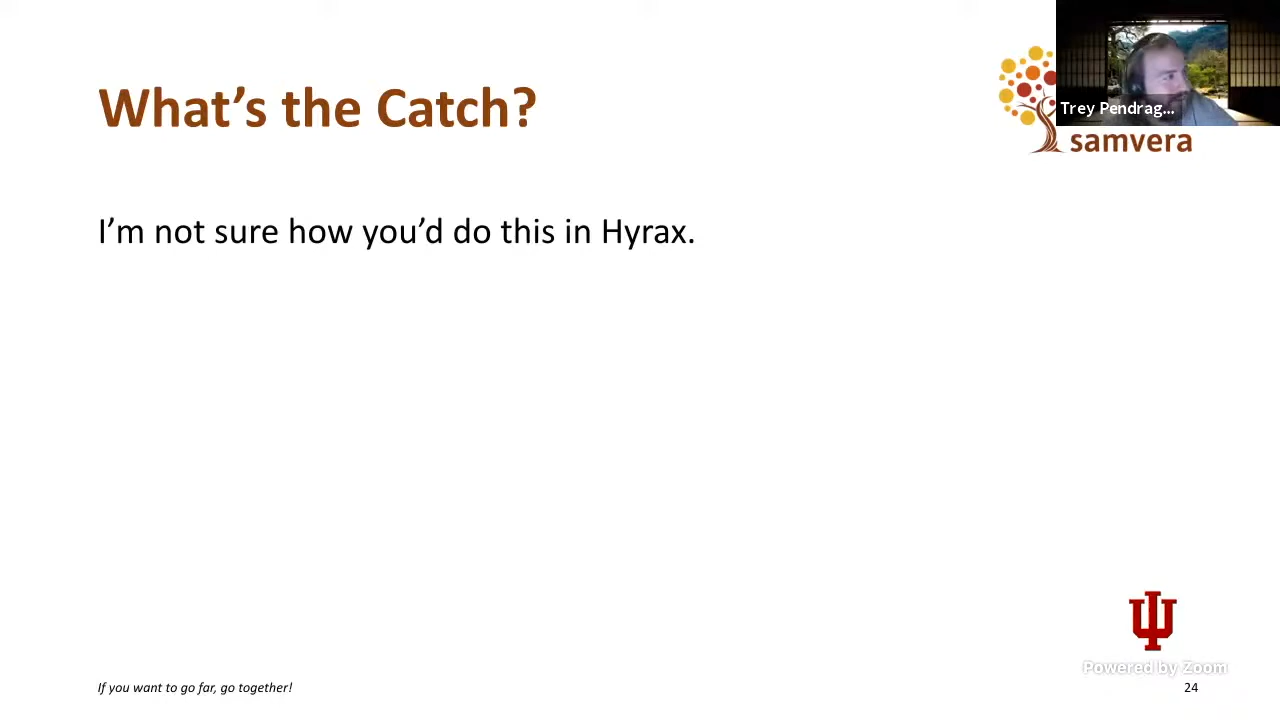 What’s the Catch?
Trey Pendrag...
samvera
I’m not sure how you’d do this in Hyrax.
Powered by Zoom
If you want to go far, go together!
24